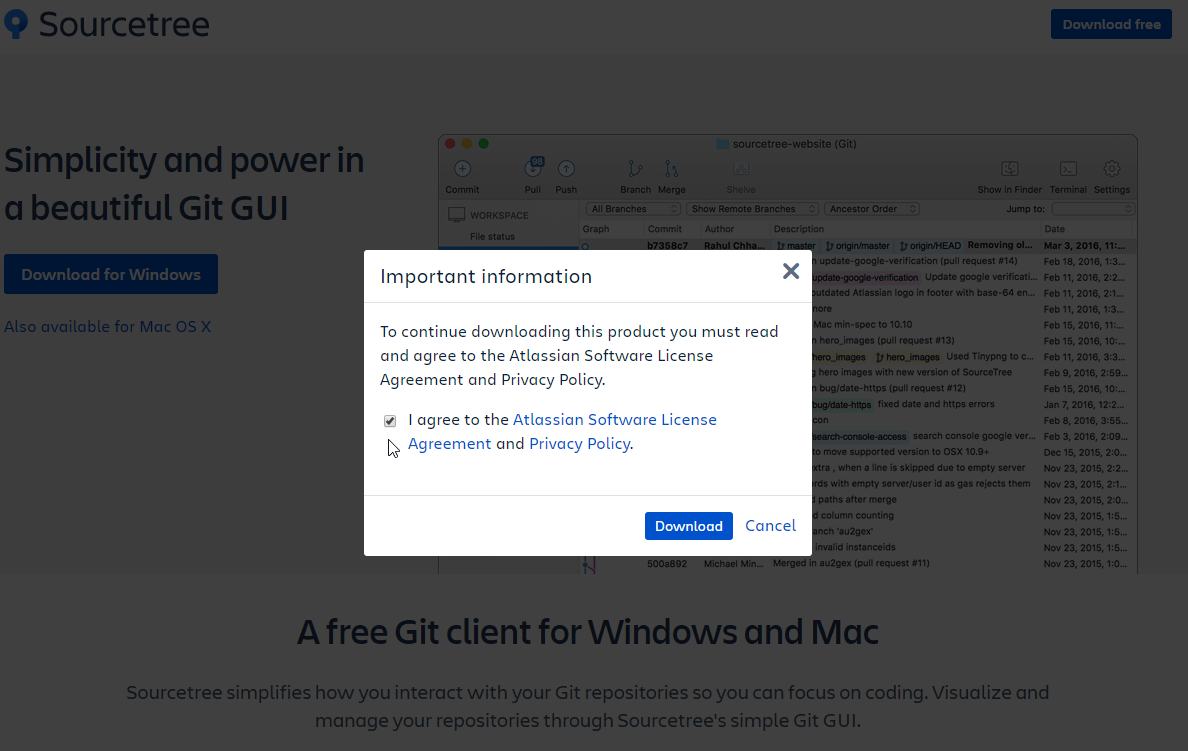 Sourcetree
Download free
Simplicity and power in
a beautiful Git GUI
Download for Windows
Also available for Mac OS X
sourcetree-website (Git)
98
Commit Pull Push Branch Merge Shelve Show in Finder Terminal Settings
All Branches Show Remote Branches Ancestor Order Jump to:
WORKSPACE
File status
Graph Commit Author Description Date
b7358c7 Rahul Chha... master origin/master origin/HEAD Removing ol... Mar 3, 2016, 11:...
update-google-verification (pull request #14) Feb 18, 2016, 1:3...
update-google-verification Update google verificati... Feb 11, 2016, 2:2...
outdated Atlassian logo in footer with base-64 en... Feb 11, 2016, 2:1...
Feb 11, 2016, 1:3...
Mac min-spec to 10.10 Feb 15, 2016, 11:...
hero_images (pull request #13) Feb 15, 2016, 10:...
hero_images hero_images Used Tinypng to c... Feb 11, 2016, 3:3...
hero images with new version of SourceTree Feb 9, 2016, 2:59...
bug/date-https (pull request #12) Feb 15, 2016, 10:...
bug/date-https fixed date and https errors Jan 7, 2016, 12:2...
Feb 8, 2016, 3:55...
search-console-access search console google ver... Feb 3, 2016, 2:09...
to move supported version to OSX 10.9+ Dec 15, 2015, 2:0...
, when a line is skipped due to empty server Nov 23, 2015, 2:2...
with empty server/user id as gas rejects them Nov 23, 2015, 2:1...
paths after merge Nov 23, 2015, 2:0...
column counting Nov 23, 2015, 1:5...
'au2gex' Nov 23, 2015, 1:5...
invalid instanceids Nov 23, 2015, 1:5...
500a892 Michael Min... Merged in au2gex (pull request #11) Nov 23, 2015, 1:0...
Important information
To continue downloading this product you must read
and agree to the Atlassian Software License
Agreement and Privacy Policy.
I agree to the Atlassian Software License
Agreement and Privacy Policy.
Download Cancel
A free Git client for Windows and Mac
Sourcetree simplifies how you interact with your Git repositories so you can focus on coding. Visualize and
manage your repositories through Sourcetree's simple Git GUI.